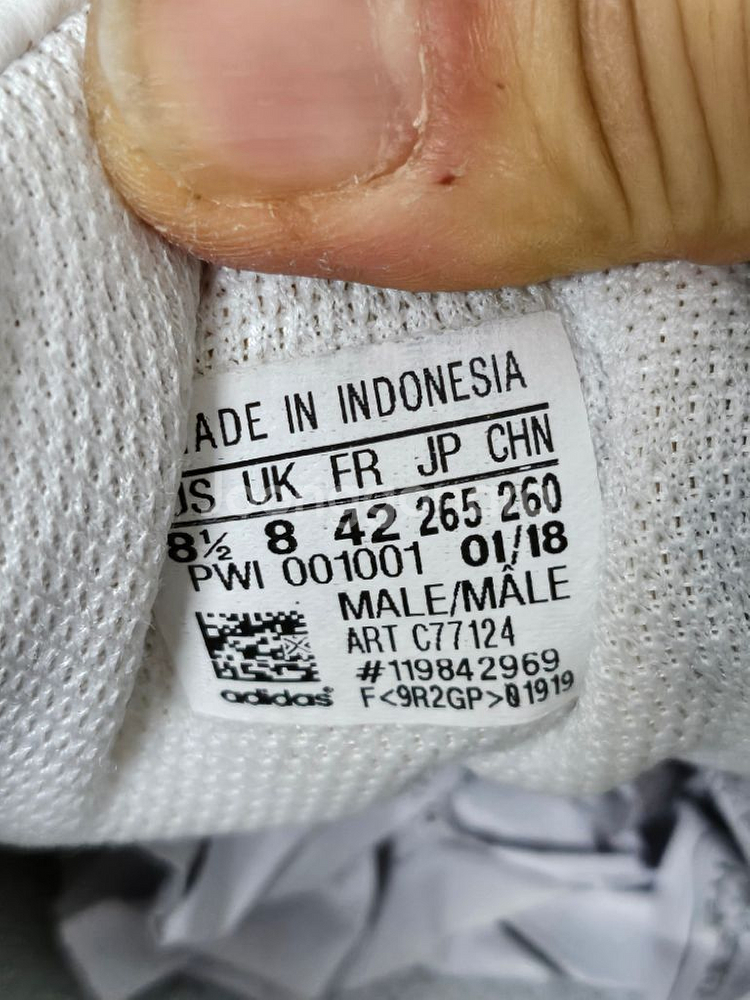 MADE IN INDONESIA
US UK FR JP CHN
8½ 8 42 265 260
PWI 001001 01/18
MALE/MÂLE
ART C77124
#119842969
adidas F<9R2GP>01919